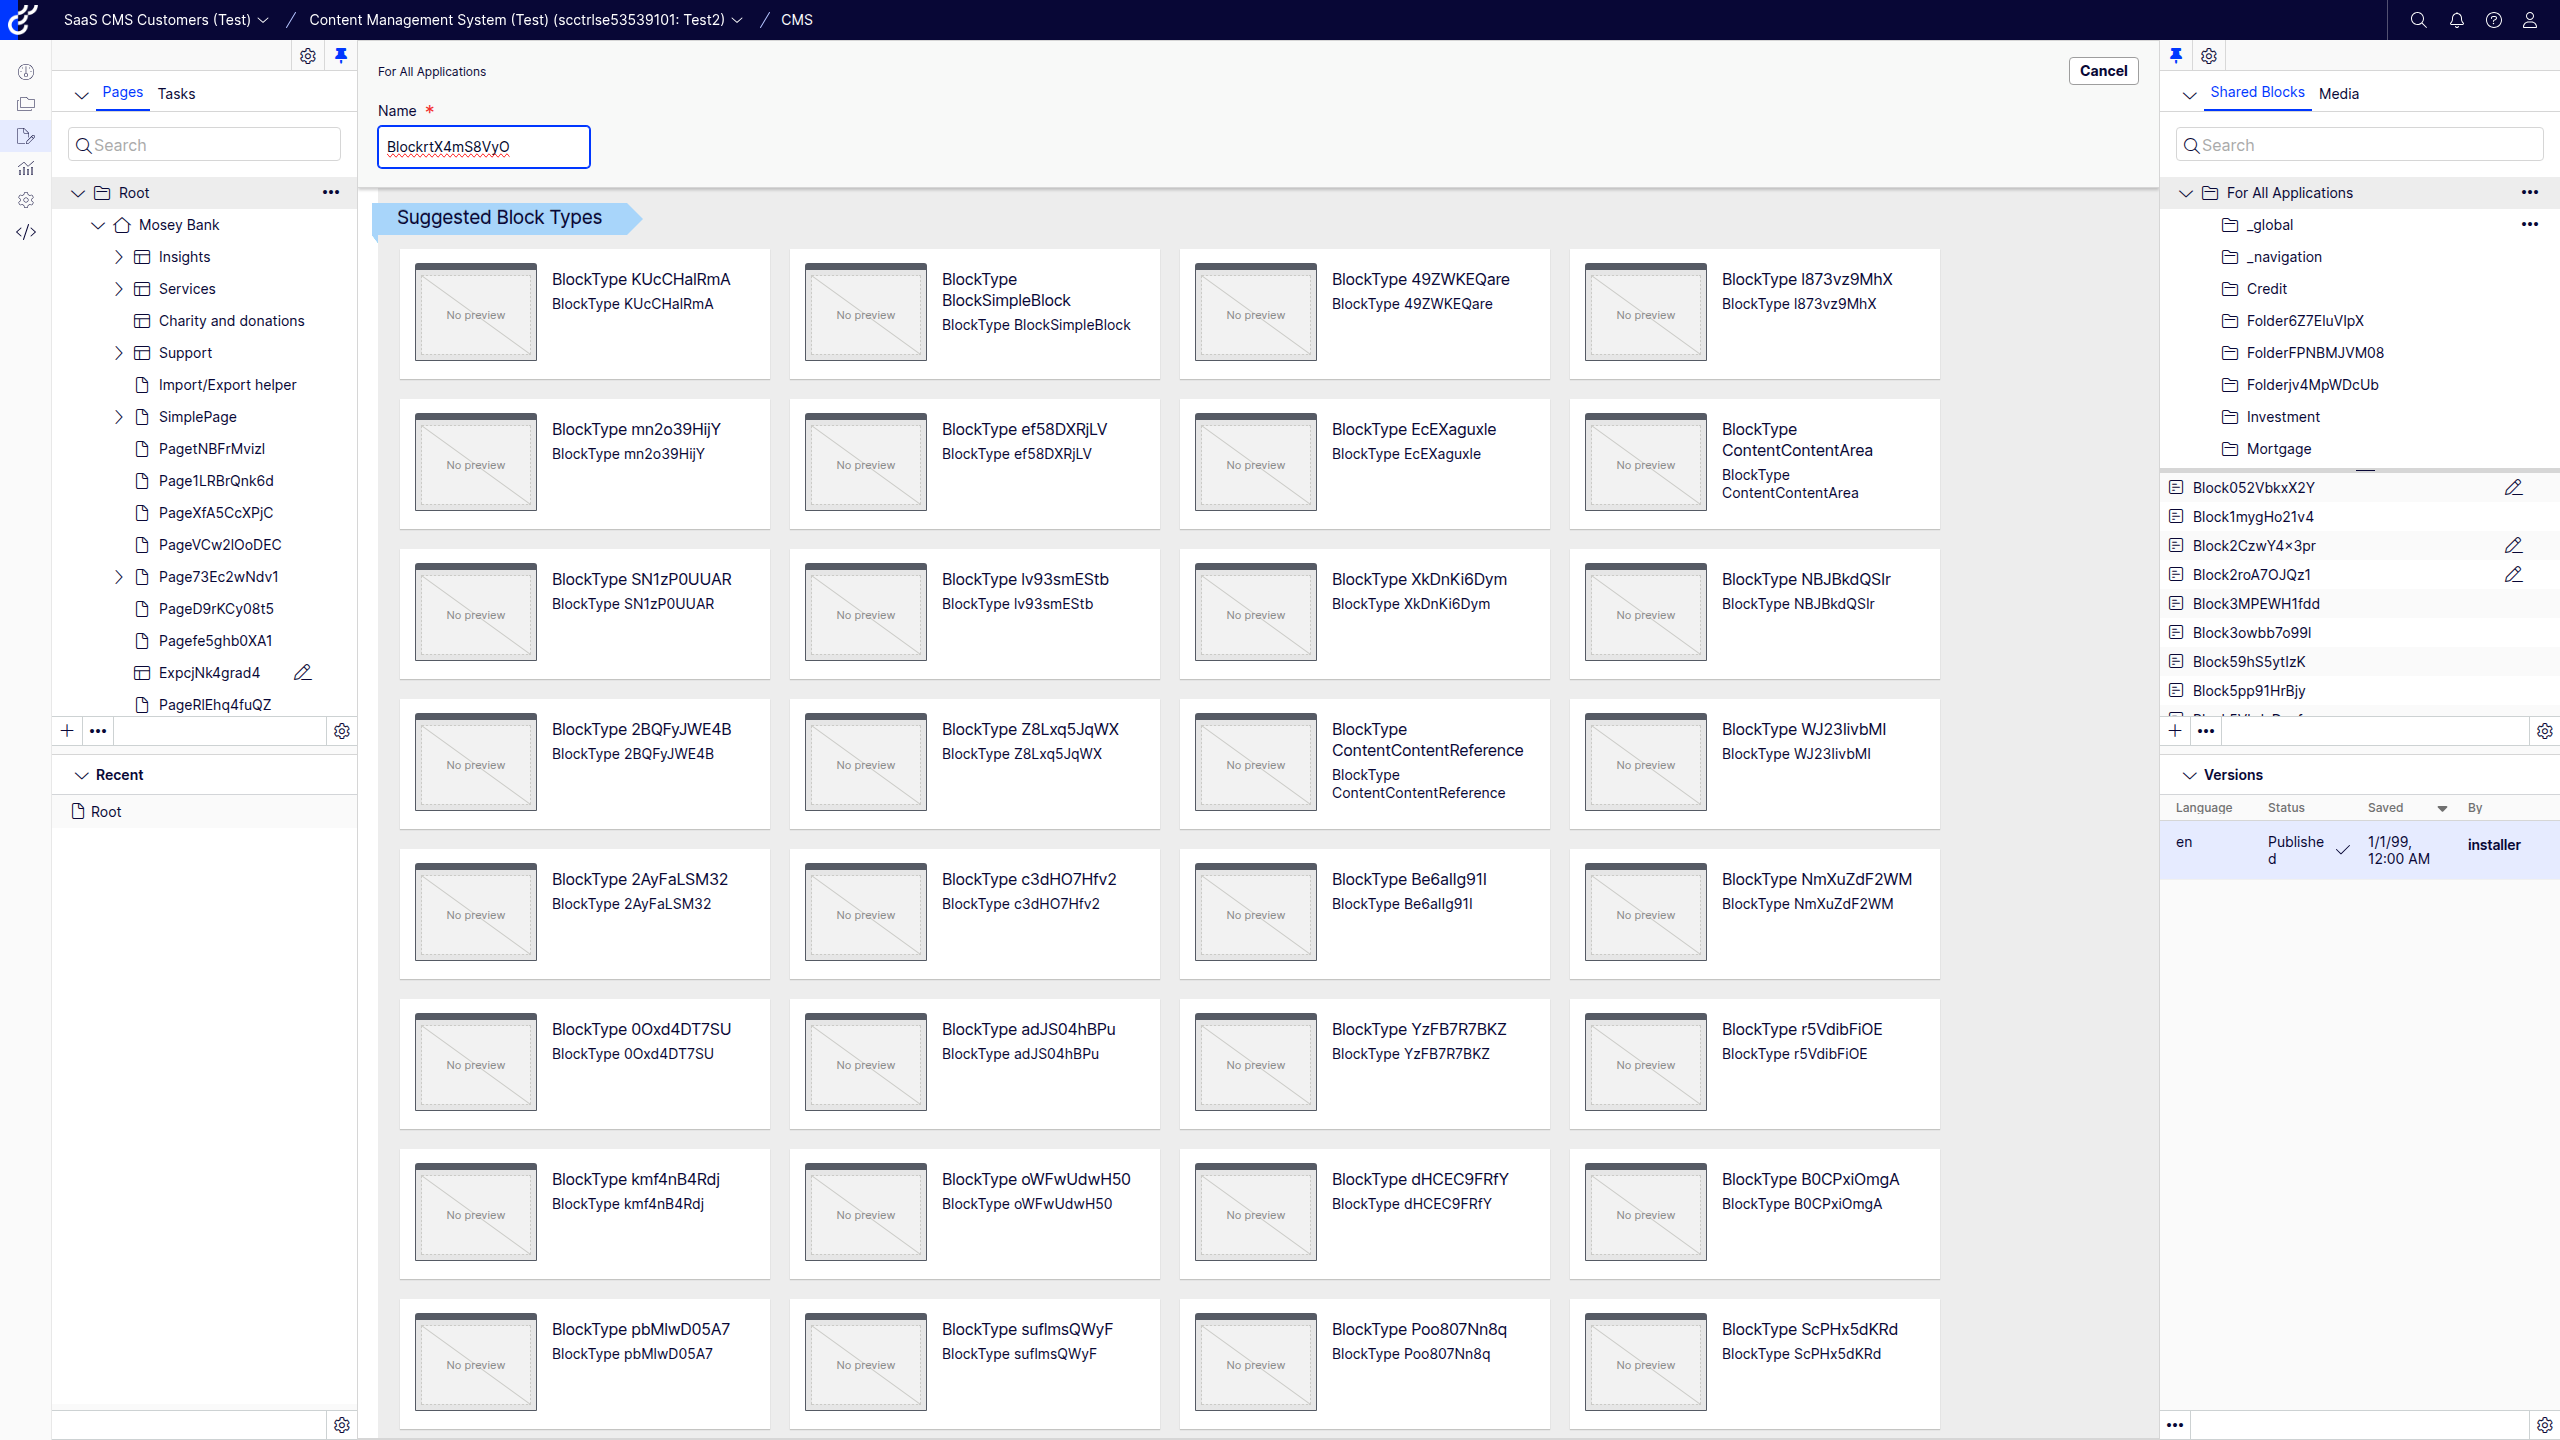 SaaS CMS Customers (Test) / Content Management System (Test) (scctrlse53539101: Test2) / CMS
Pages Tasks
Search
Root
Mosey Bank
Insights
Services
Charity and donations
Support
Import/Export helper
SimplePage
PagetNBFrMvizl
Page1LRBrQnk6d
PageXfA5CcXPjC
PageVCw2lOoDEC
Page73Ec2wNdv1
PageD9rKCy08t5
Pagefe5ghb0XA1
ExpcjNk4grad4
PageRlEhq4fuQZ
Recent
Root
For All Applications
Cancel
Name *
BlockrtX4mS8VyO
Suggested Block Types
No preview
BlockType KUcCHalRmA
BlockType KUcCHalRmA
No preview
BlockType
BlockSimpleBlock
BlockType BlockSimpleBlock
No preview
BlockType 49ZWKEQare
BlockType 49ZWKEQare
No preview
BlockType l873vz9MhX
BlockType l873vz9MhX
No preview
BlockType mn2o39HijY
BlockType mn2o39HijY
No preview
BlockType ef58DXRjLV
BlockType ef58DXRjLV
No preview
BlockType EcEXaguxle
BlockType EcEXaguxle
No preview
BlockType
ContentContentArea
BlockType
ContentContentArea
No preview
BlockType SN1zP0UUAR
BlockType SN1zP0UUAR
No preview
BlockType lv93smEStb
BlockType lv93smEStb
No preview
BlockType XkDnKi6Dym
BlockType XkDnKi6Dym
No preview
BlockType NBJBkdQSlr
BlockType NBJBkdQSlr
No preview
BlockType 2BQFyJWE4B
BlockType 2BQFyJWE4B
No preview
BlockType Z8Lxq5JqWX
BlockType Z8Lxq5JqWX
No preview
BlockType
ContentContentReference
BlockType
ContentContentReference
No preview
BlockType WJ23livbMI
BlockType WJ23livbMI
No preview
BlockType 2AyFaLSM32
BlockType 2AyFaLSM32
No preview
BlockType c3dHO7Hfv2
BlockType c3dHO7Hfv2
No preview
BlockType Be6allg91l
BlockType Be6allg91l
No preview
BlockType NmXuZdF2WM
BlockType NmXuZdF2WM
No preview
BlockType 0Oxd4DT7SU
BlockType 0Oxd4DT7SU
No preview
BlockType adJS04hBPu
BlockType adJS04hBPu
No preview
BlockType YzFB7R7BKZ
BlockType YzFB7R7BKZ
No preview
BlockType r5VdibFiOE
BlockType r5VdibFiOE
No preview
BlockType kmf4nB4Rdj
BlockType kmf4nB4Rdj
No preview
BlockType oWFwUdwH50
BlockType oWFwUdwH50
No preview
BlockType dHCEC9FRfY
BlockType dHCEC9FRfY
No preview
BlockType B0CPxiOmgA
BlockType B0CPxiOmgA
No preview
BlockType pbMlwD05A7
BlockType pbMlwD05A7
No preview
BlockType suflmsQWyF
BlockType suflmsQWyF
No preview
BlockType Poo807Nn8q
BlockType Poo807Nn8q
No preview
BlockType ScPHx5dKRd
BlockType ScPHx5dKRd
Shared Blocks Media
Search
For All Applications
_global
_navigation
Credit
Folder6Z7EluVlpX
FolderFPNBMJVM08
Folderjv4MpWDcUb
Investment
Mortgage
Block052VbkxX2Y
Block1mygHo21v4
Block2CzwY4×3pr
Block2roA7OJQz1
Block3MPEWH1fdd
Block3owbb7o99l
Block59hS5ytlzK
Block5pp91HrBjy
Versions
Language Status Saved By
en Publishe
d 1/1/99,
12:00 AM installer